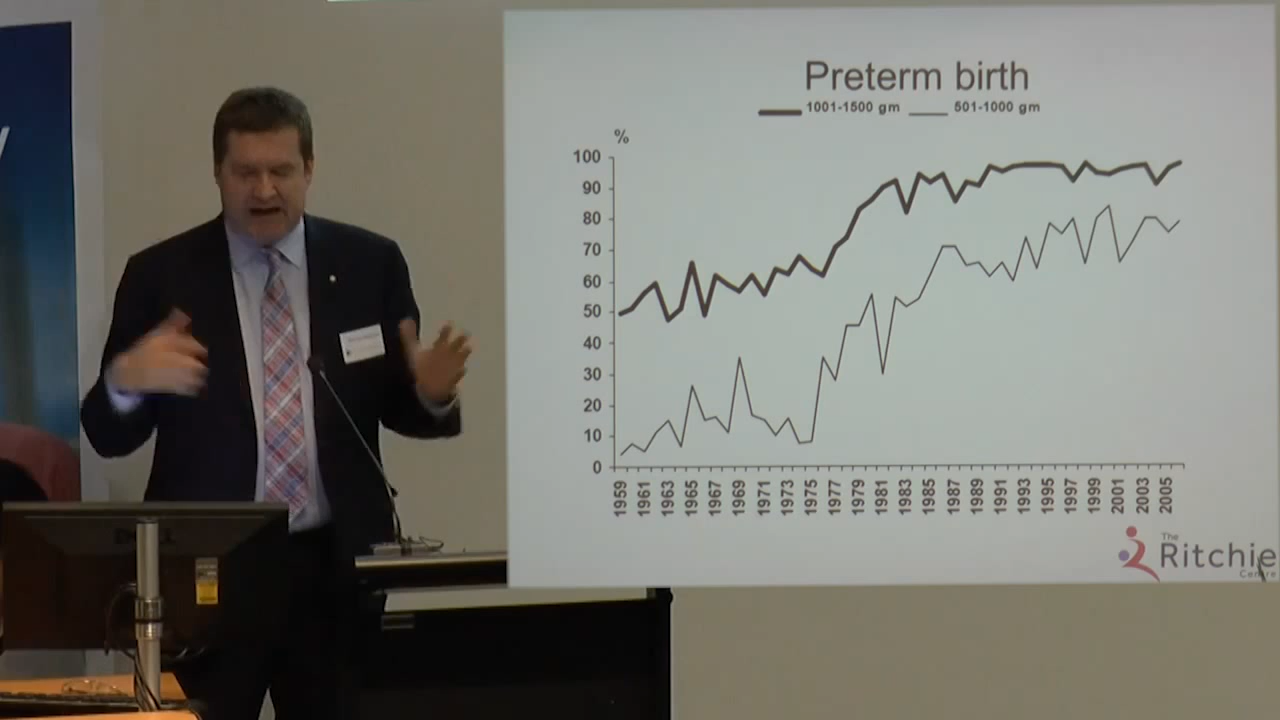 Preterm birth
1001-1500 gm 501-1000 gm
%
100
90
80
70
60
50
40
30
20
10
0
1959 1961 1963 1965 1967 1969 1971 1973 1975 1977 1979 1981 1983 1985 1987 1989 1991 1993 1995 1997 1999 2001 2003 2005
The
Ritchie
Centre
DELL